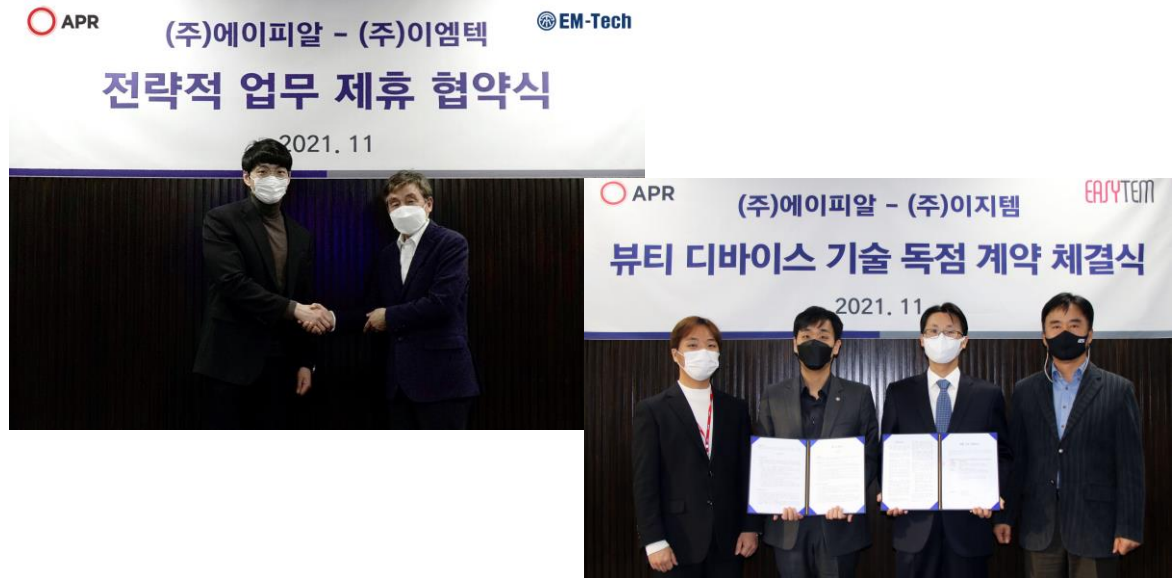 APR
EM-Tech
(주)에이피알 - (주)이엠텍
전략적 업무 제휴 협약식
2021. 11
APR
EASYTEM
(주)에이피알 - (주)이지템
뷰티 디바이스 기술 독점 계약 체결식
2021. 11